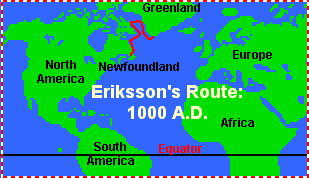 Greenland
North
America
Newfoundland
Europe
Eriksson's Route:
1000 A.D.
Africa
South
America
Equator